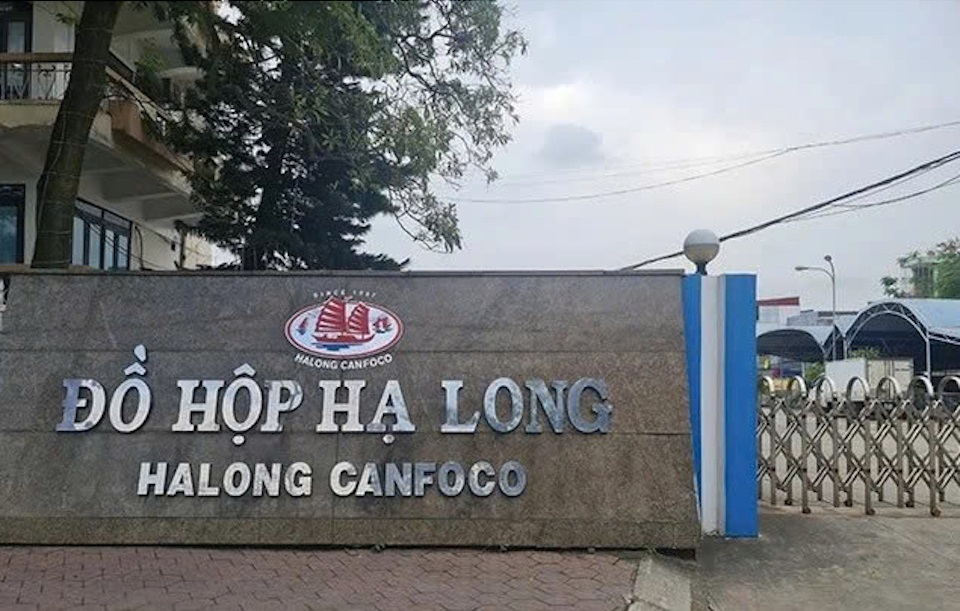 SINCE 1957
HALONG CANFOCO
ĐỒ HỘP HẠ LONG
HALONG CANFOCO